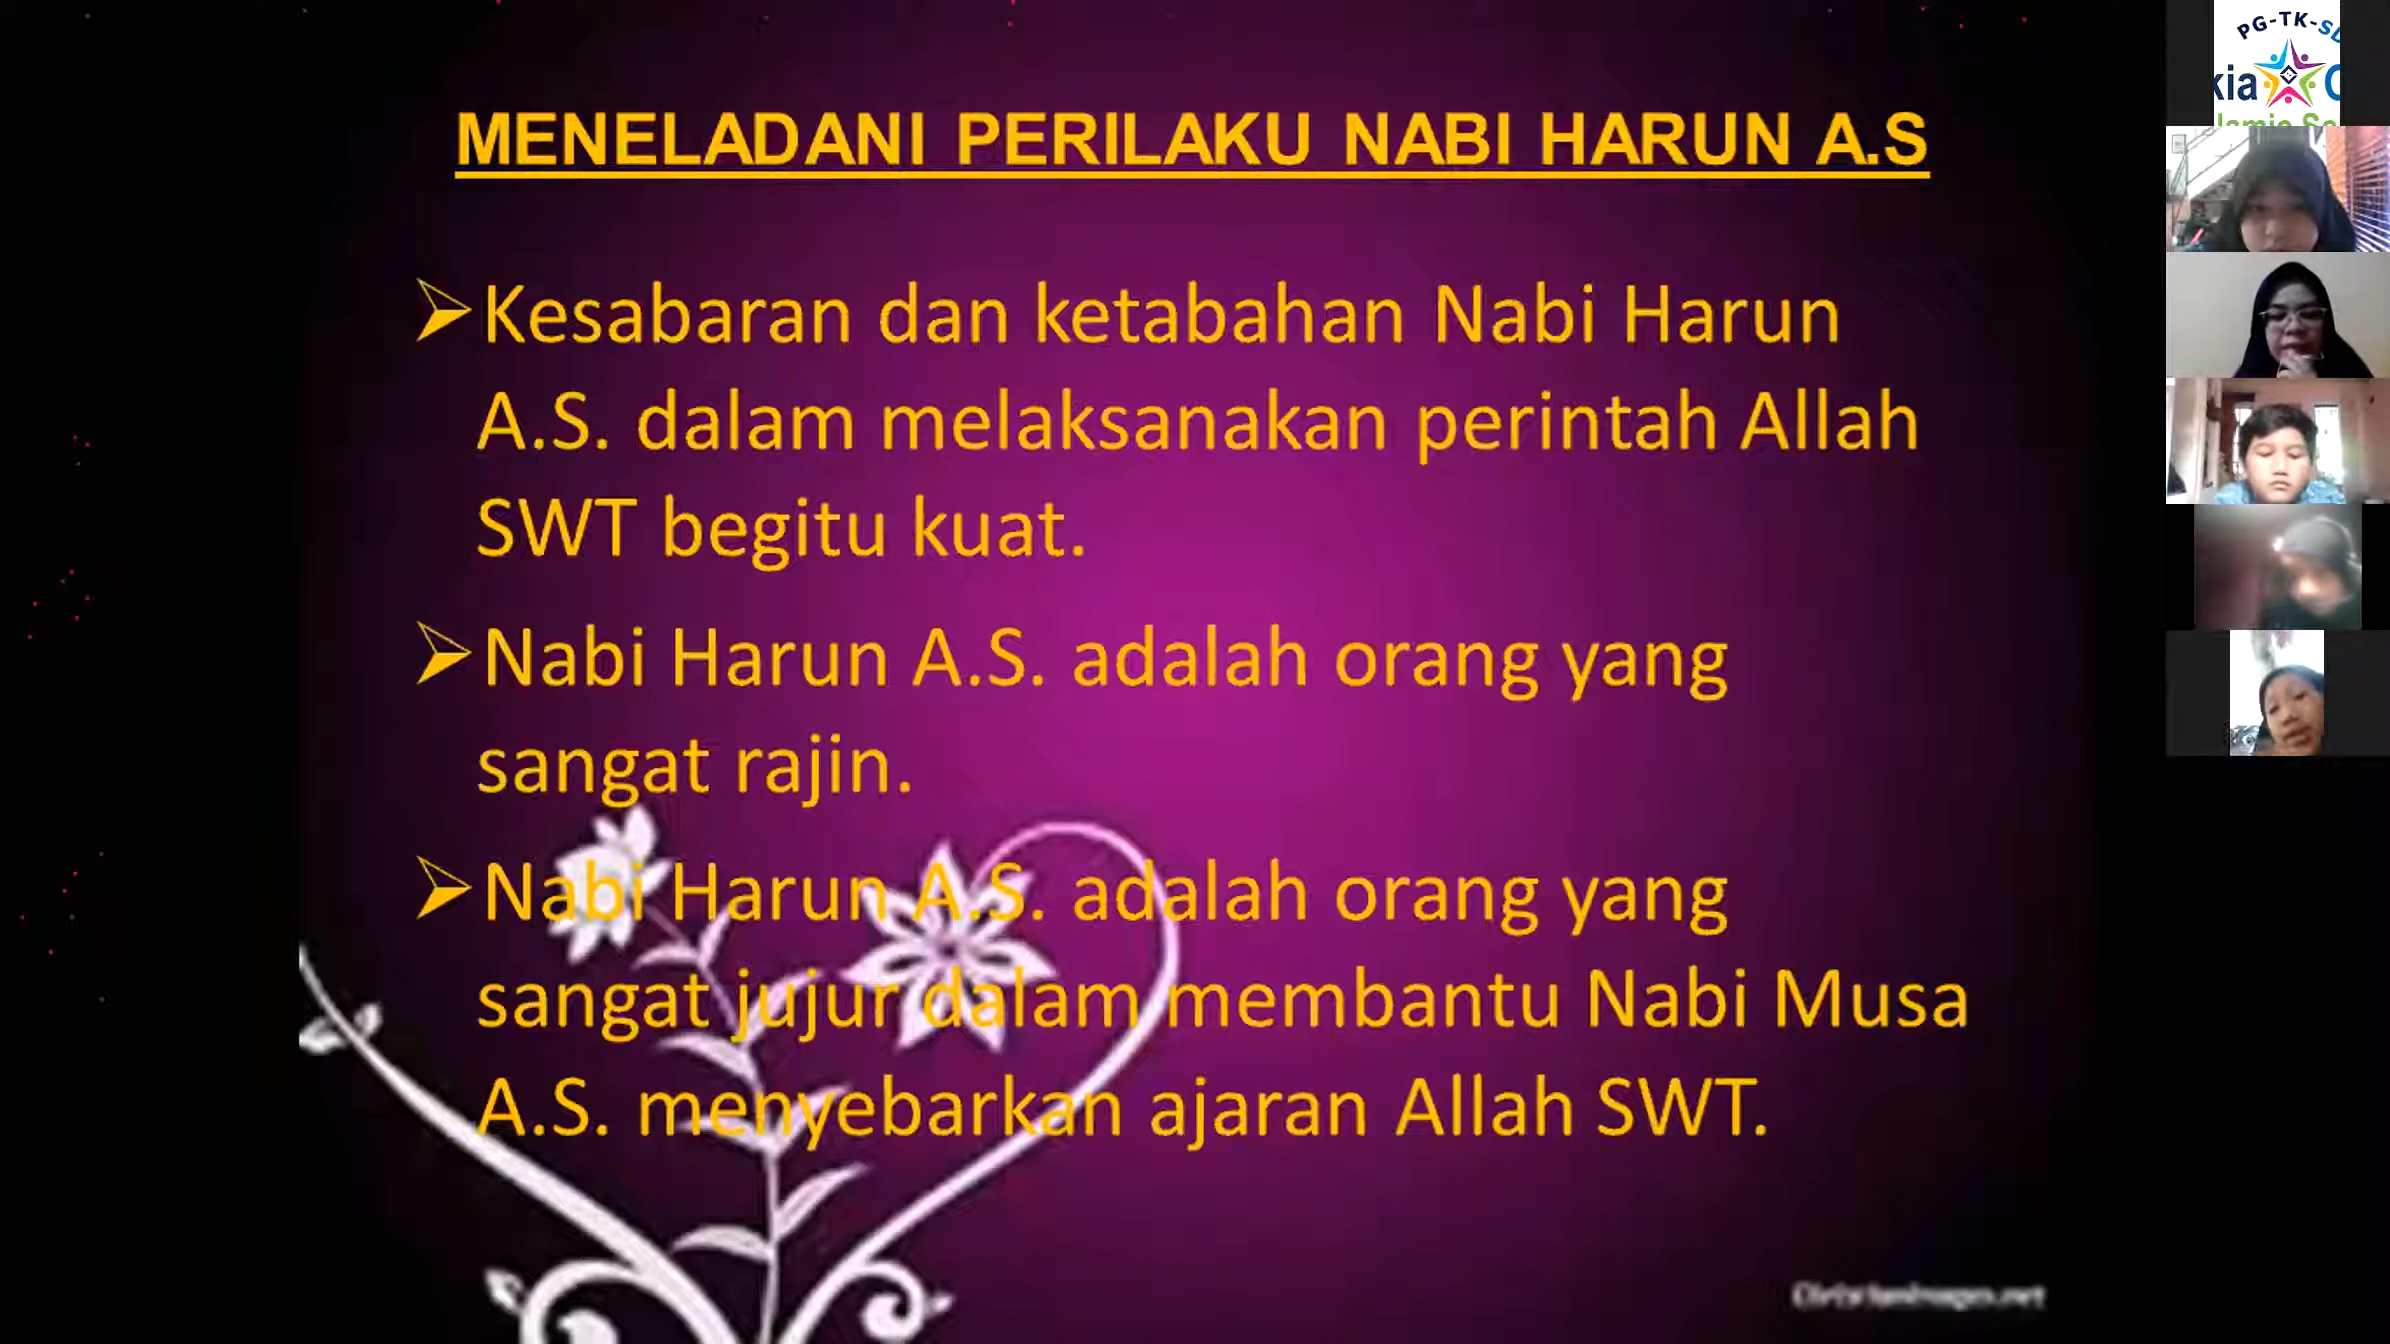 MENELADANI PERILAKU NABI HARUN A.S
Kesabaran dan ketabahan Nabi Harun
A.S. dalam melaksanakan perintah Allah
SWT begitu kuat.
Nabi Harun A.S. adalah orang yang
sangat rajin.
Nabi Harun A.S. adalah orang yang
sangat jujur dalam membantu Nabi Musa
A.S. menyebarkan ajaran Allah SWT.
PG-TK-SD